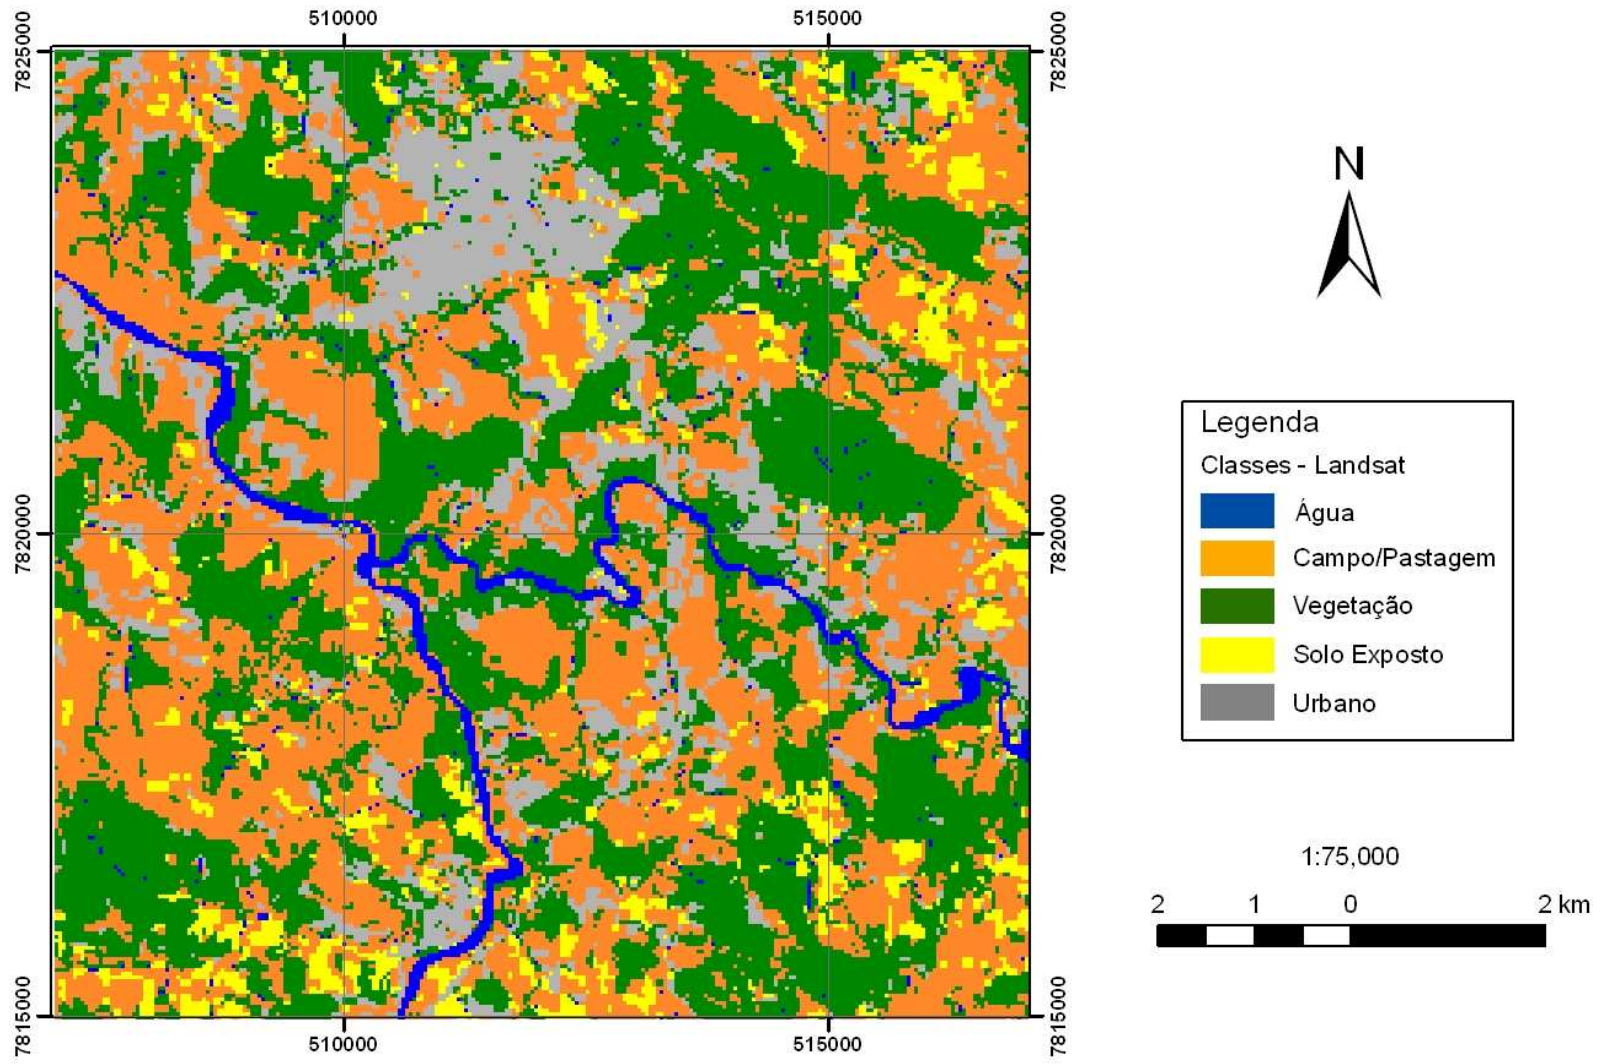 510000 515000
7825000 7825000
N
Legenda
Classes - Landsat
Água
Campo/Pastagem
Vegetação
Solo Exposto
Urbano
7820000 7820000
1:75,000
2 1 0 2 km
7815000 7815000
510000 515000